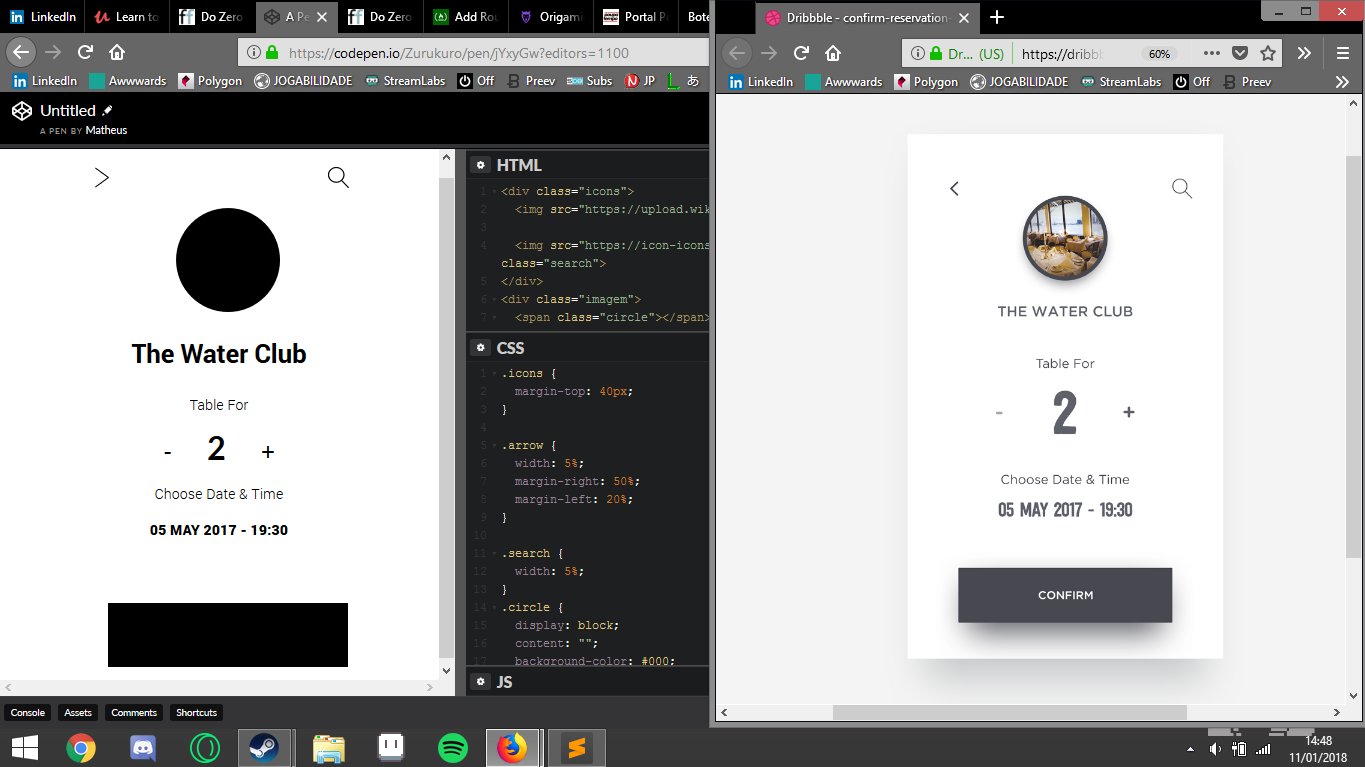 LinkedIn
Learn to
Do Zero
A Pe
Do Zero
Add Rou
Origami
Portal P
Bote
https://codepen.io/Zurukuro/pen/jYxyGw?editors=1100
LinkedIn
Awwwards
Polygon
JOGABILIDADE
StreamLabs
Off
Preev
Subs
JP
あ
Untitled
A PEN BY Matheus
The Water Club
Table For
- 2 +
Choose Date & Time
05 MAY 2017 - 19:30
HTML
1 <div class="icons">
2 <img src="https://upload.wik
3
4 <img src="https://icon-icons
class="search">
5 </div>
6 <div class="imagem">
7 <span class="circle"></span>
CSS
1 .icons {
2 margin-top: 40px;
3 }
4
5 .arrow {
6 width: 5%;
7 margin-right: 50%;
8 margin-left: 20%;
9 }
10
11 .search {
12 width: 5%;
13 }
14 .circle {
15 display: block;
16 content: "";
17 background-color: #000;
JS
Console
Assets
Comments
Shortcuts
Dribbble - confirm-reservation-
Dr... (US)
https://dribbb
60%
LinkedIn
Awwwards
Polygon
JOGABILIDADE
StreamLabs
Off
Preev
THE WATER CLUB
Table For
- 2 +
Choose Date & Time
05 MAY 2017 - 19:30
CONFIRM
14:48
11/01/2018